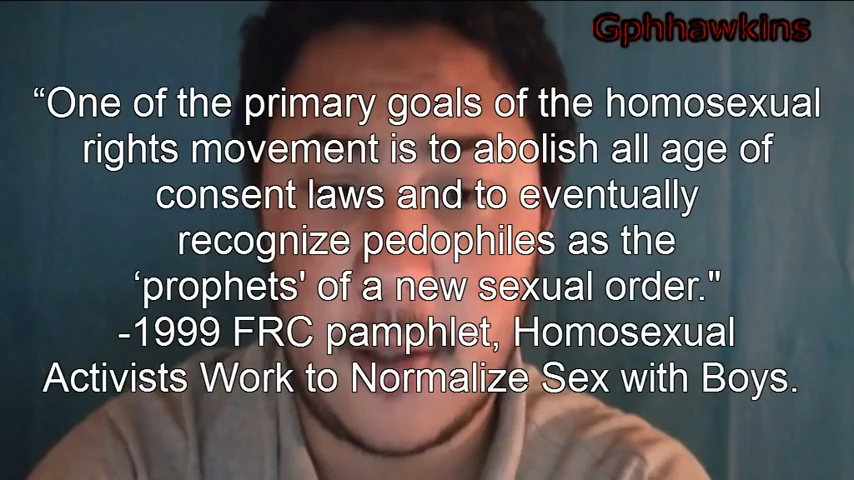 Gphhawkins
“One of the primary goals of the homosexual
rights movement is to abolish all age of
consent laws and to eventually
recognize pedophiles as the
‘prophets' of a new sexual order."
-1999 FRC pamphlet, Homosexual
Activists Work to Normalize Sex with Boys.